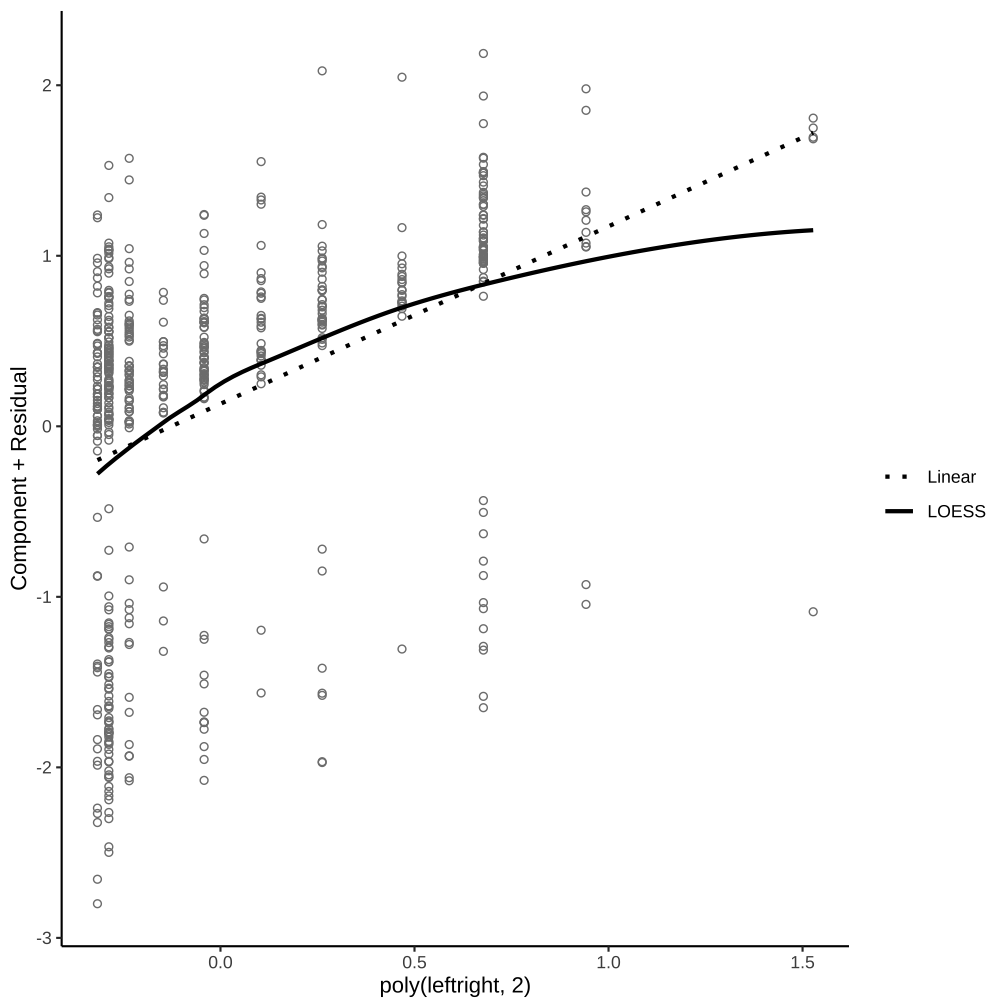 2
1
0
-1
-2
-3
Component + Residual
0.0 0.5 1.0 1.5
poly(leftright, 2)
Linear
LOESS